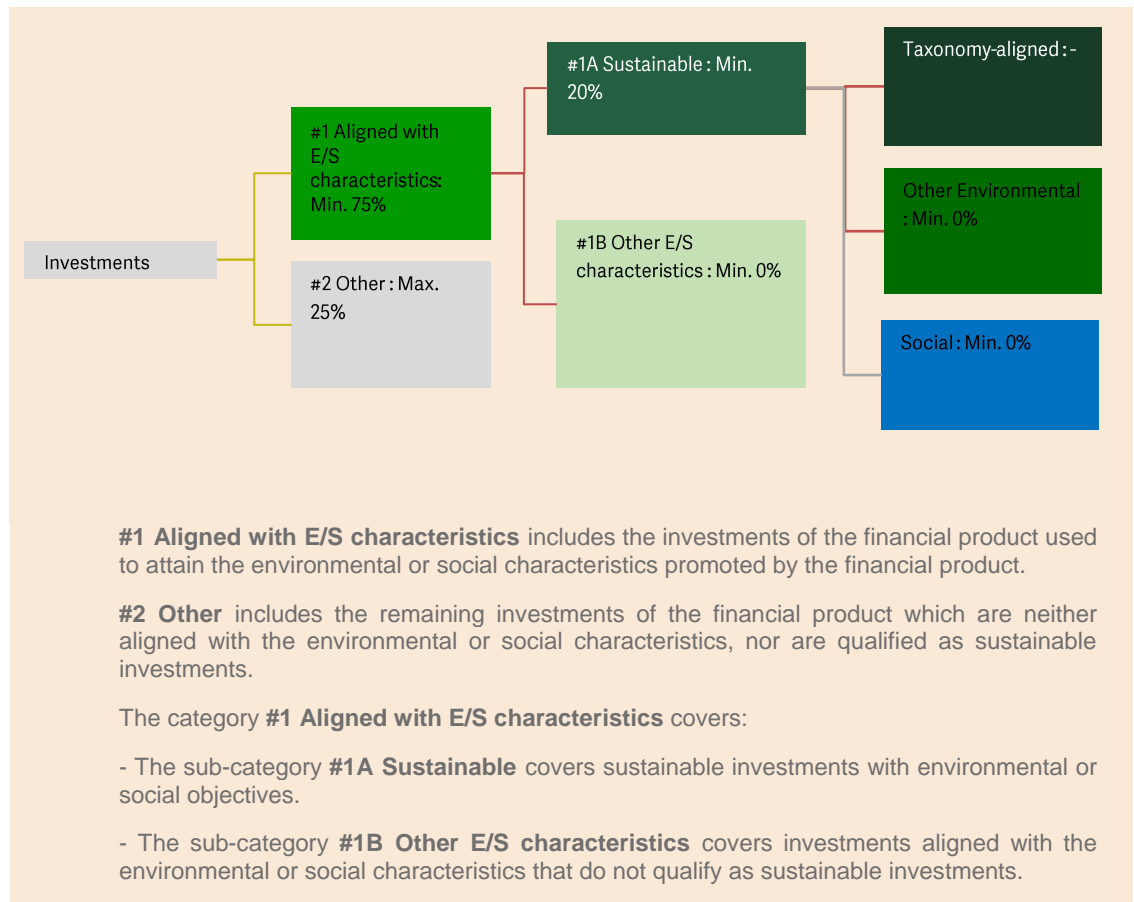 Investments
#1 Aligned with
E/S
characteristics:
Min. 75%
#2 Other : Max.
25%
#1A Sustainable : Min.
20%
#1B Other E/S
characteristics : Min. 0%
Taxonomy-aligned : -
Other Environmental
: Min. 0%
Social : Min. 0%
#1 Aligned with E/S characteristics includes the investments of the financial product used
to attain the environmental or social characteristics promoted by the financial product.
#2 Other includes the remaining investments of the financial product which are neither
aligned with the environmental or social characteristics, nor are qualified as sustainable
investments.
The category #1 Aligned with E/S characteristics covers:
- The sub-category #1A Sustainable covers sustainable investments with environmental or
social objectives.
- The sub-category #1B Other E/S characteristics covers investments aligned with the
environmental or social characteristics that do not qualify as sustainable investments.